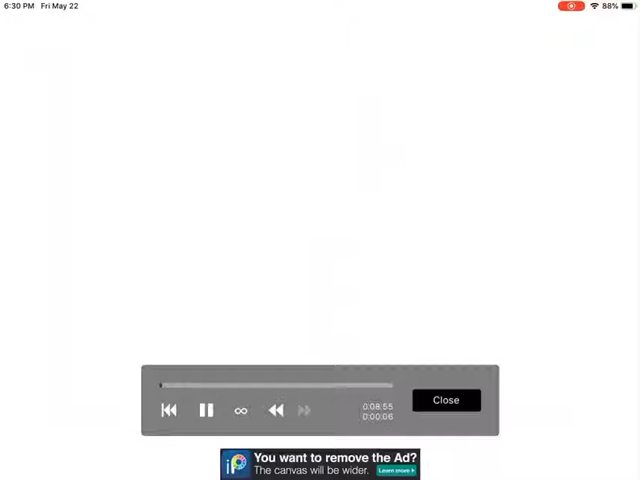 6:30 PM Fri May 22
88%
0:08:55
0:00:06
Close
You want to remove the Ad?
The canvas will be wider.
Learn more
iP